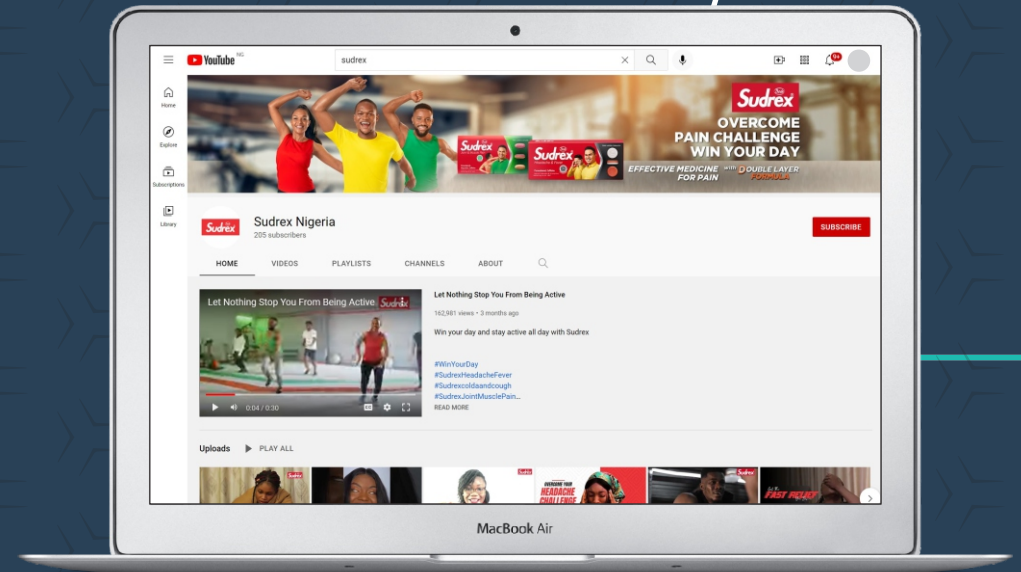 YouTube NG
sudrex
9+
Home
Explore
Subscriptions
Library
Sudrex
OVERCOME
PAIN CHALLENGE
WIN YOUR DAY
EFFECTIVE MEDICINE
FOR PAIN
with DOUBLE LAYER
FORMULA
Sudrex
Sudrex
Sudrex
Sudrex Nigeria
205 subscribers
SUBSCRIBE
HOME
VIDEOS
PLAYLISTS
CHANNELS
ABOUT
Let Nothing Stop You From Being Active
Sudrex
0:04 / 0:30
Let Nothing Stop You From Being Active
162,981 views • 3 months ago
Win your day and stay active all day with Sudrex
#WinYourDay
#SudrexHeadacheFever
#Sudrexcoldaandcough
#SudrexJointMusclePain...
READ MORE
Uploads
PLAY ALL
Sudrex
Sudrex
OVERCOME YOUR
HEADACHE
CHALLENGE
Sudrex
FAST RELIEF
MacBook Air